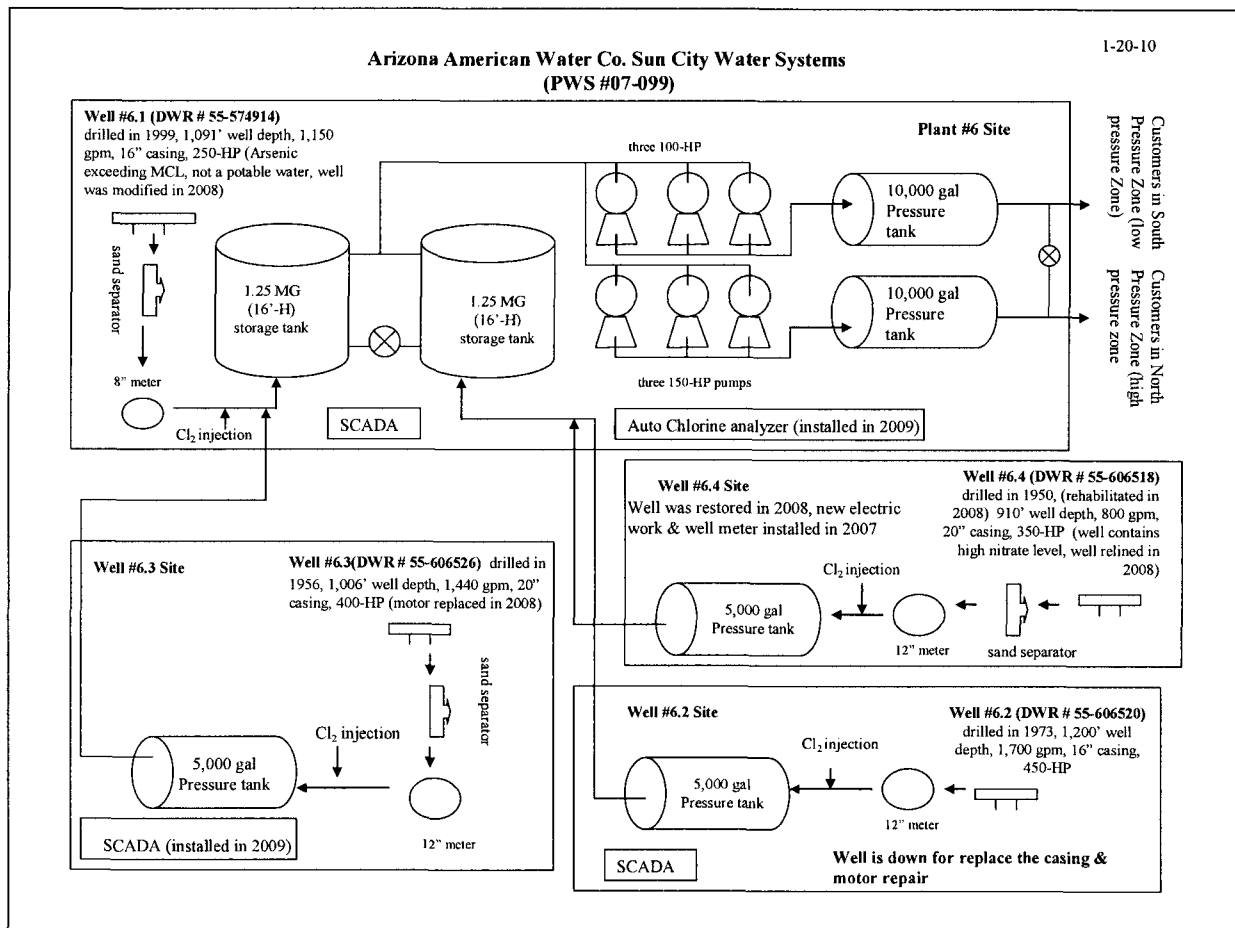 1-20-10
Arizona American Water Co. Sun City Water Systems
(PWS #07-099)
Well #6.1 (DWR # 55-574914)
drilled in 1999, 1,091' well depth, 1,150
gpm, 16" casing, 250-HP (Arsenic
exceeding MCL, not a potable water, well
was modified in 2008)
Plant #6 Site
three 100-HP
sand separator
1.25 MG
(16'-H)
storage tank
1.25 MG
(16'-H)
storage tank
10,000 gal
Pressure
tank
10,000 gal
Pressure
tank
Customers in South
Pressure Zone (low
pressure Zone)
Customers in North
Pressure Zone (high
pressure zone
8" meter
Cl2 injection
SCADA
three 150-HP pumps
Auto Chlorine analyzer (installed in 2009)
Well #6.4 Site
Well was restored in 2008, new electric
work & well meter installed in 2007
Well #6.4 (DWR # 55-606518)
drilled in 1950, (rehabilitated in
2008) 910' well depth, 800 gpm,
20" casing, 350-HP (well contains
high nitrate level, well relined in
2008)
Cl2 injection
5,000 gal
Pressure tank
12" meter
sand separator
Well #6.3 Site
Well #6.3(DWR # 55-606526) drilled in
1956, 1,006' well depth, 1,440 gpm, 20"
casing, 400-HP (motor replaced in 2008)
sand separator
Cl2 injection
5,000 gal
Pressure tank
12" meter
SCADA (installed in 2009)
Well #6.2 Site
Well #6.2 (DWR # 55-606520)
drilled in 1973, 1,200' well
depth, 1,700 gpm, 16" casing,
450-HP
Cl2 injection
5,000 gal
Pressure tank
12" meter
SCADA
Well is down for replace the casing &
motor repair